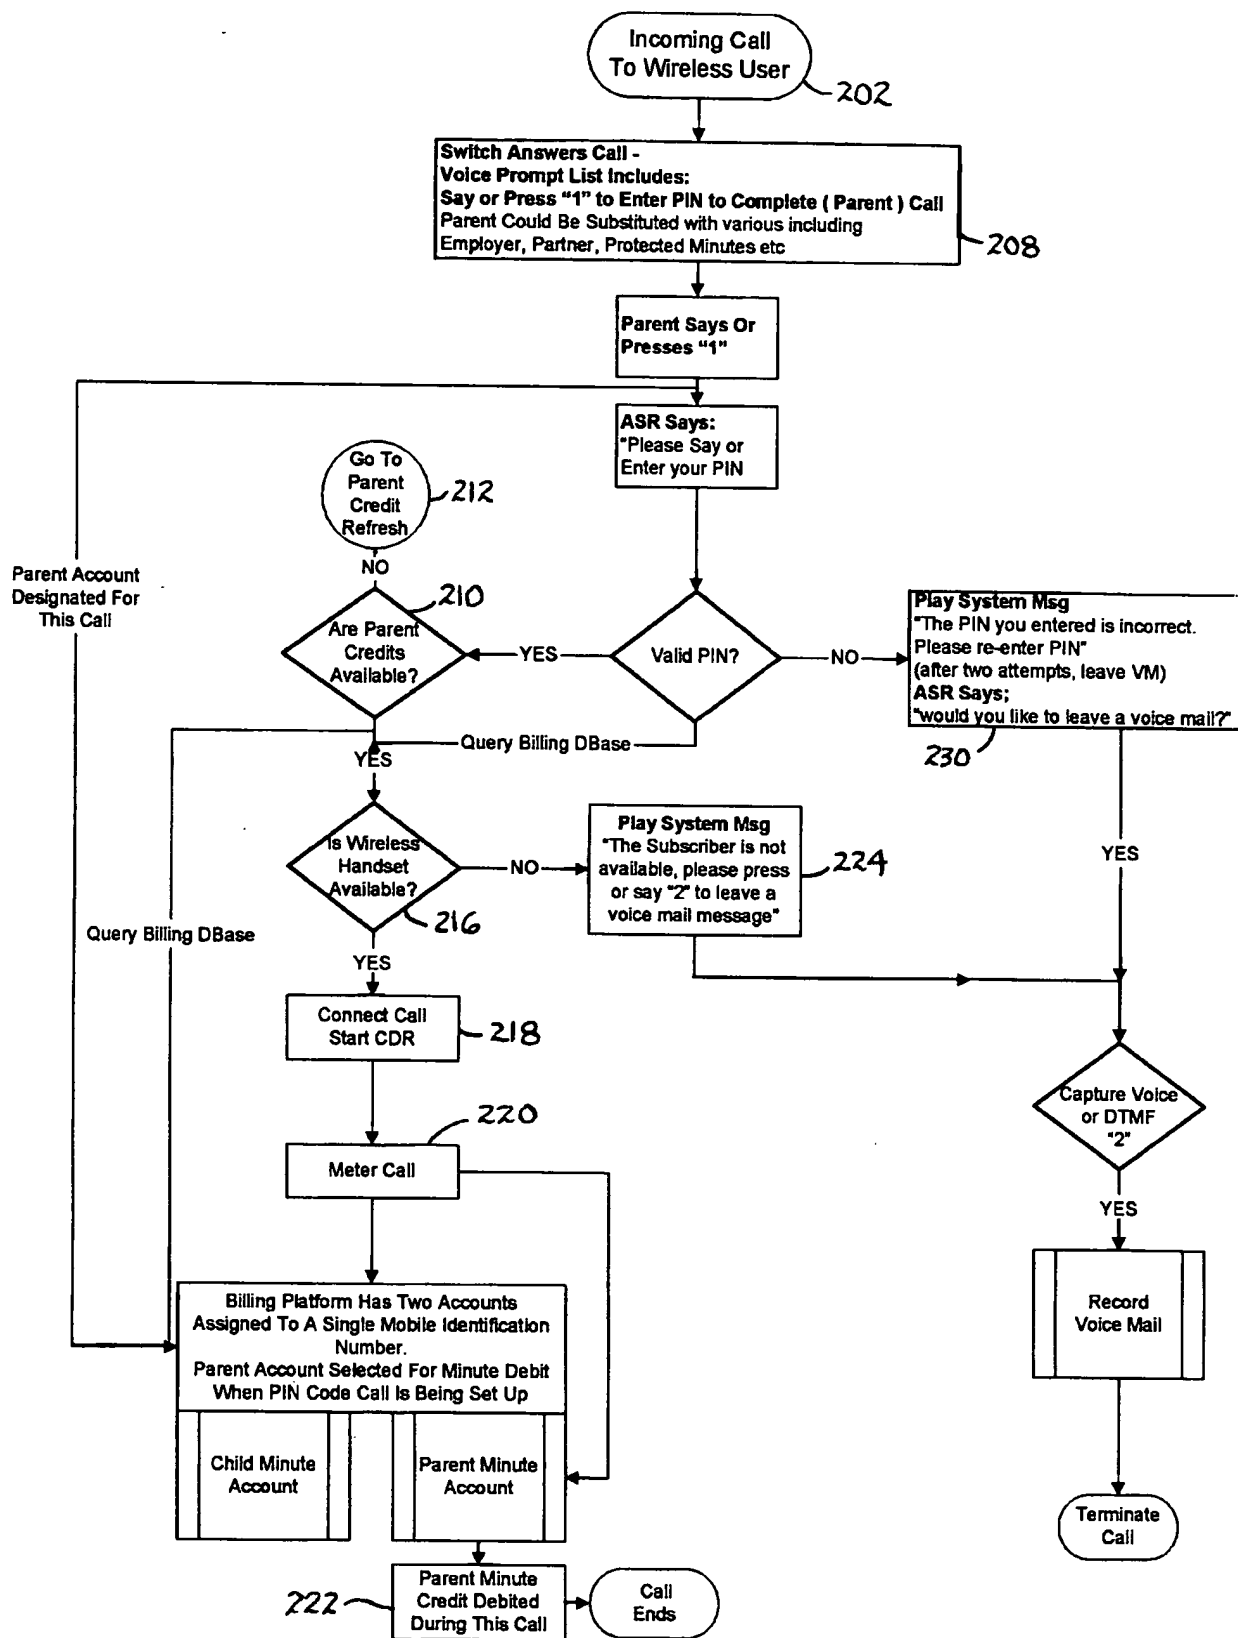 Incoming Call
To Wireless User
202
Switch Answers Call -
Voice Prompt List Includes:
Say or Press "1" to Enter PIN to Complete ( Parent ) Call
Parent Could Be Substituted with various including
Employer, Partner, Protected Minutes etc
208
Parent Says Or
Presses "1"
ASR Says:
"Please Say or
Enter your PIN
Go To
Parent
Credit
Refresh
212
NO
Parent Account
Designated For
This Call
210
Are Parent
Credits
Available?
YES
Valid PIN?
NO
Play System Msg
"The PIN you entered is incorrect.
Please re-enter PIN"
(after two attempts, leave VM)
ASR Says;
"would you like to leave a voice mail?"
230
Query Billing DBase
YES
Is Wireless
Handset
Available?
216
NO
Play System Msg
"The Subscriber is not
available, please press
or say "2" to leave a
voice mail message"
224
YES
Query Billing DBase
YES
Connect Call
Start CDR
218
Capture Voice
or DTMF
"2"
220
Meter Call
YES
Record
Voice Mail
Billing Platform Has Two Accounts
Assigned To A Single Mobile Identification
Number.
Parent Account Selected For Minute Debit
When PIN Code Call Is Being Set Up
Child Minute
Account
Parent Minute
Account
Terminate
Call
222
Parent Minute
Credit Debited
During This Call
Call
Ends